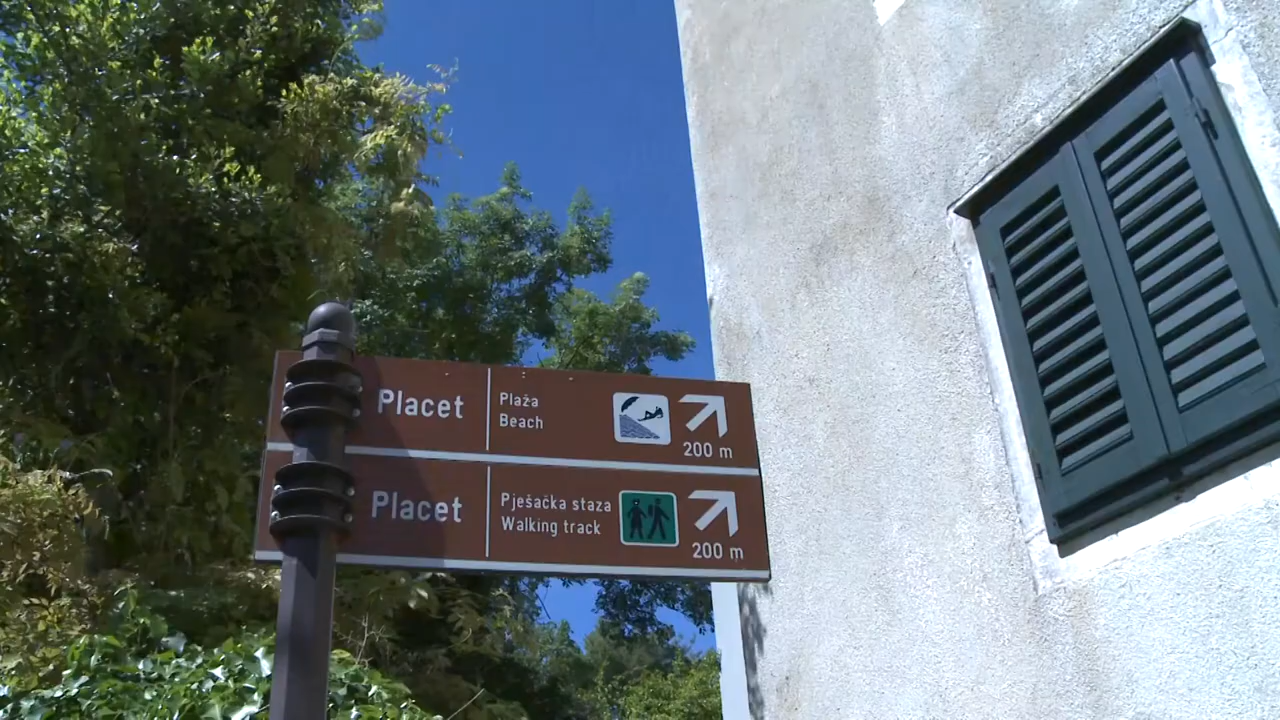 Placet
Plaža
Beach
200 m
Placet
Pješačka staza
Walking track
200 m